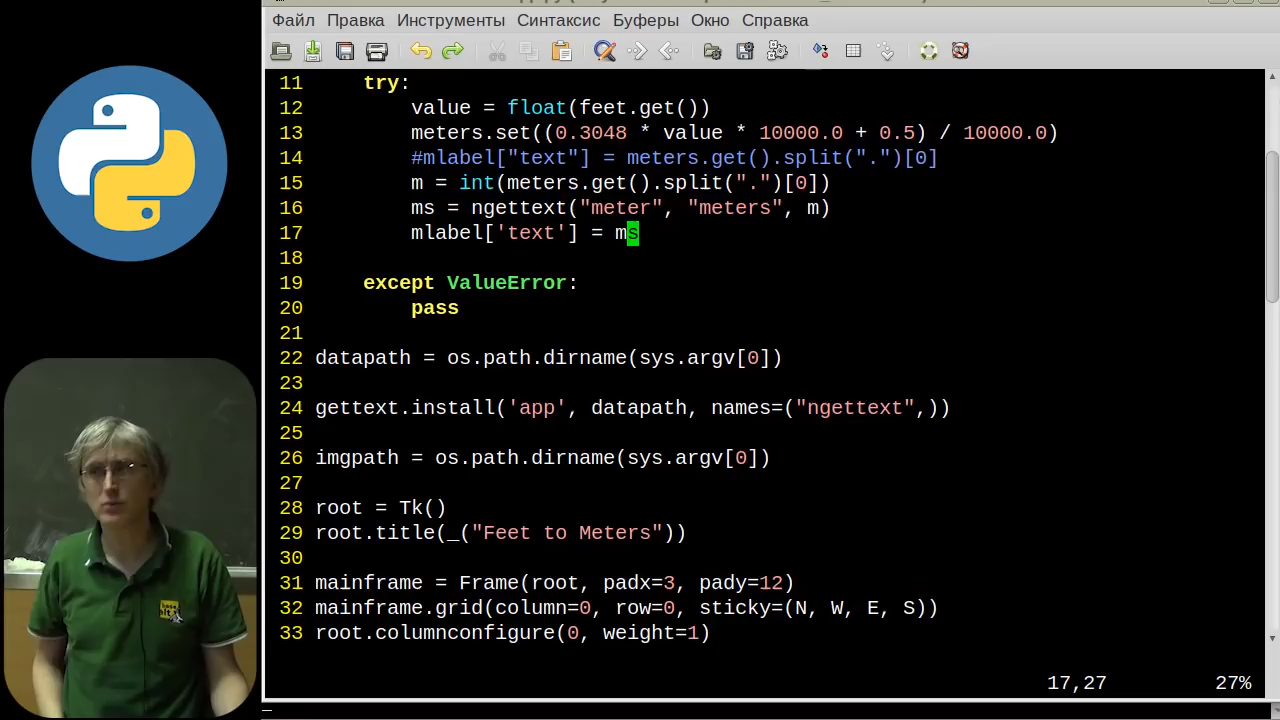 Файл Правка Инструменты Синтаксис Буферы Окно Справка
11     try:
12         value = float(feet.get())
13         meters.set((0.3048 * value * 10000.0 + 0.5) / 10000.0)
14         #mlabel["text"] = meters.get().split(".")[0]
15         m = int(meters.get().split(".")[0])
16         ms = ngettext("meter", "meters", m)
17         mlabel['text'] = ms
18
19     except ValueError:
20         pass
21
22 datapath = os.path.dirname(sys.argv[0])
23
24 gettext.install('app', datapath, names=("ngettext",))
25
26 imgpath = os.path.dirname(sys.argv[0])
27
28 root = Tk()
29 root.title(_("Feet to Meters"))
30
31 mainframe = Frame(root, padx=3, pady=12)
32 mainframe.grid(column=0, row=0, sticky=(N, W, E, S))
33 root.columnconfigure(0, weight=1)
17,27 27%